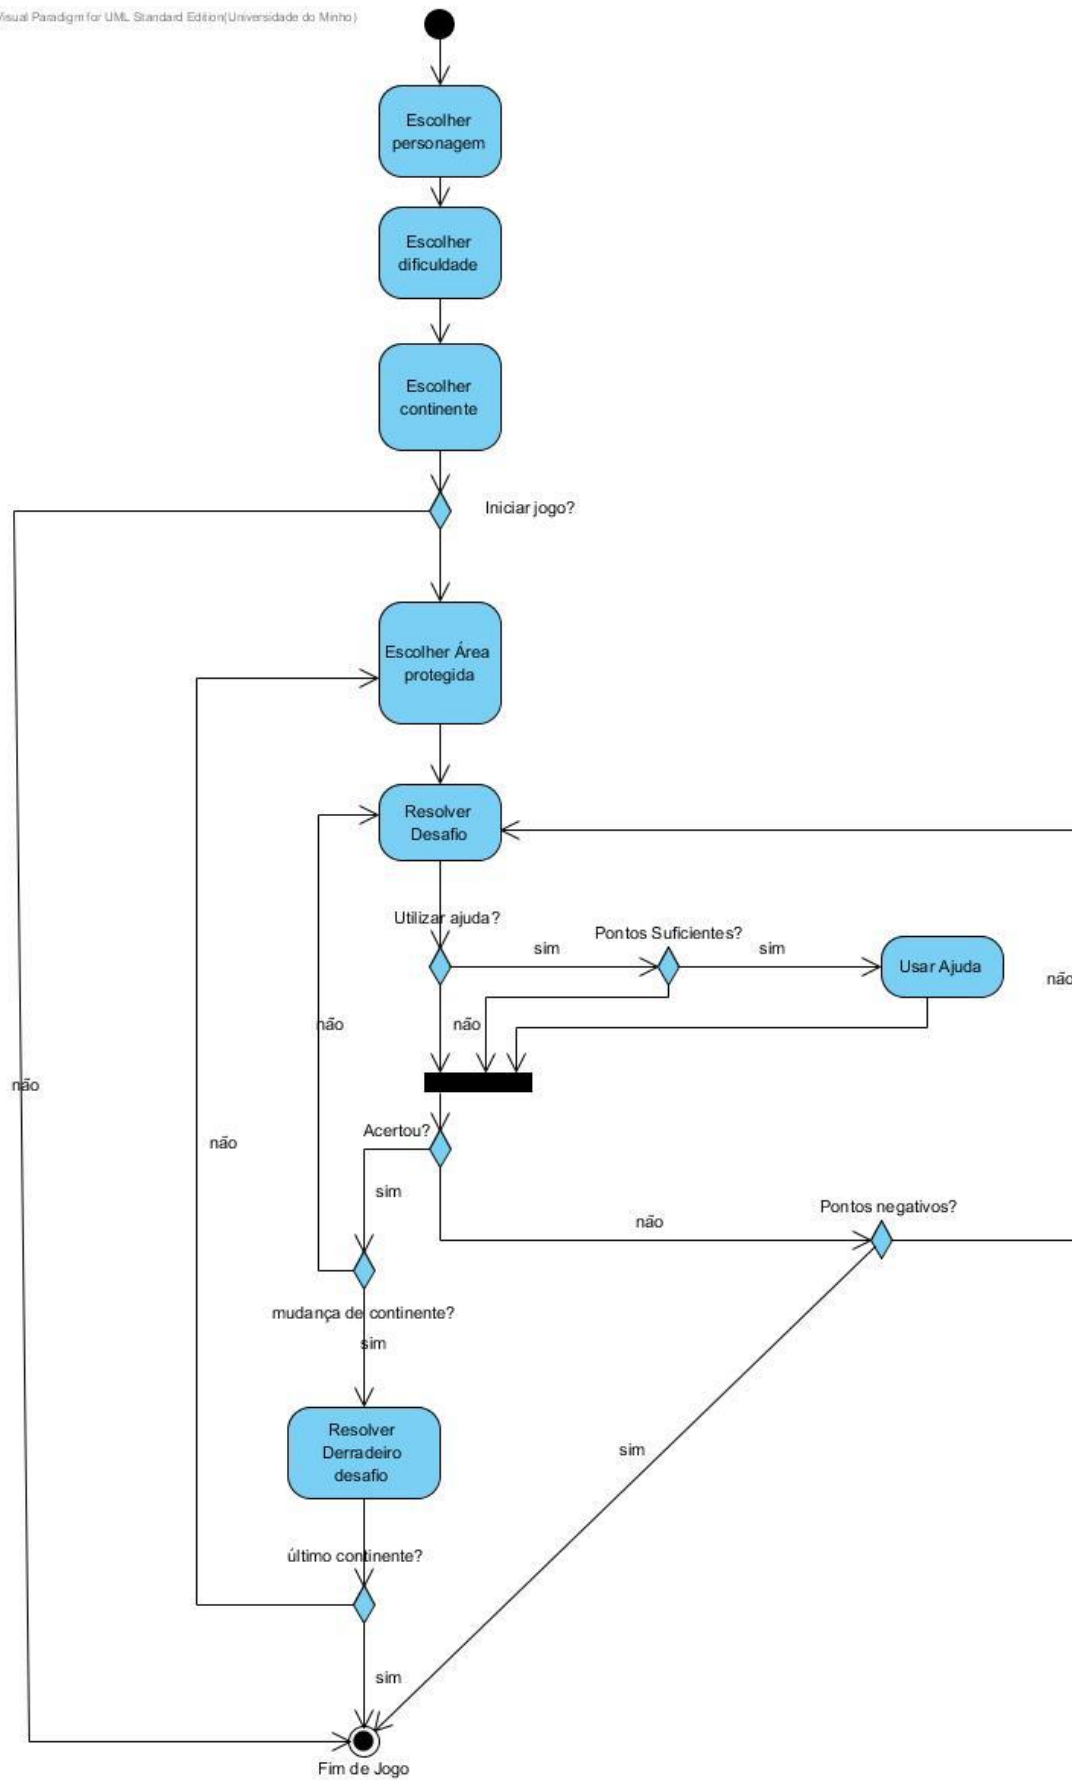 Visual Paradigm for UML Standard Edition(Universidade do Minho)
Escolher
personagem
Escolher
dificuldade
Escolher
continente
Iniciar jogo?
Escolher Área
protegida
Resolver
Desafio
Utilizar ajuda?
Pontos Suficientes?
sim
sim
Usar Ajuda
não
não
não
não
Acertou?
não
sim
Pontos negativos?
não
mudança de continente?
sim
Resolver
Derradeiro
desafio
sim
último continente?
sim
Fim de Jogo